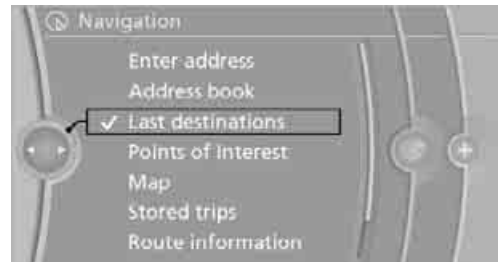 Navigation
Enter address
Address book
Last destinations
Points of Interest
Map
Stored trips
Route information